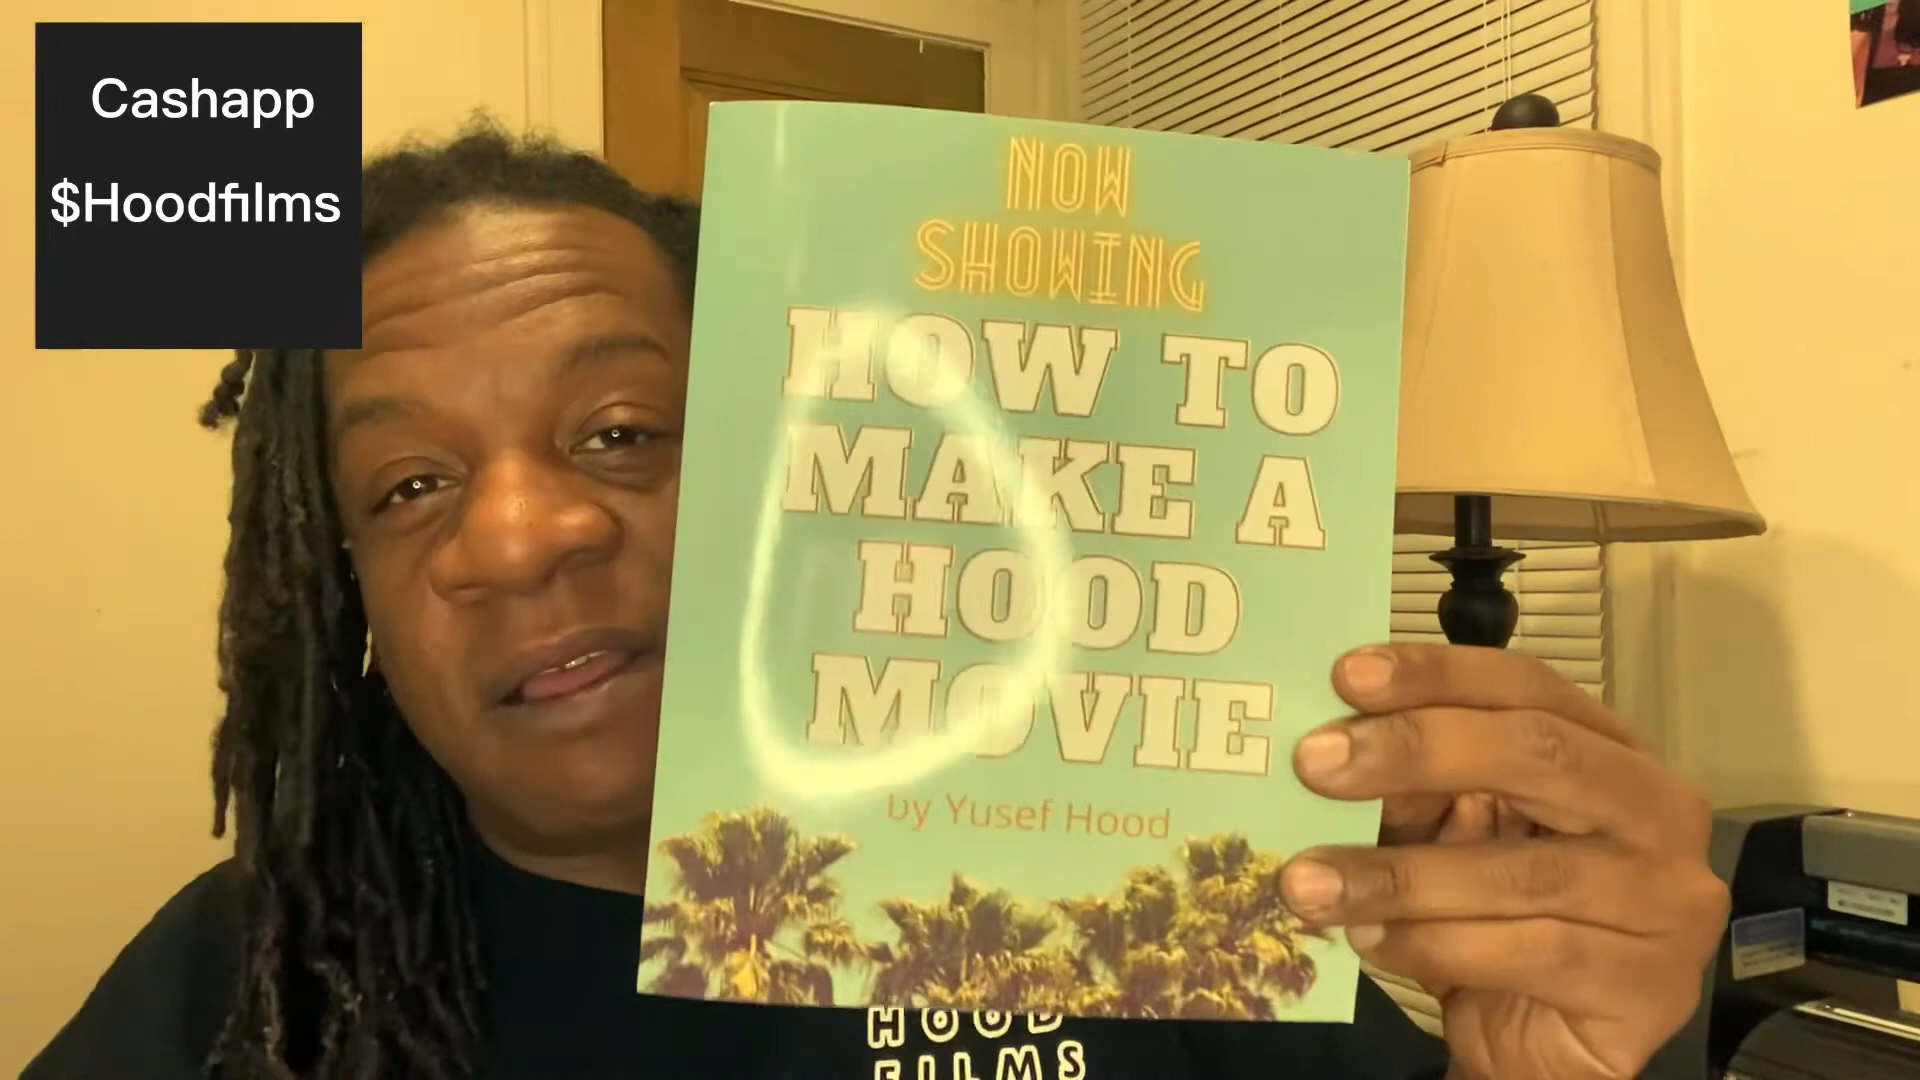 Cashapp
$Hoodfilms
NOW
SHOWING
HOW TO
MAKE A
HOOD
MOVIE
by Yusef Hood
HOOD
FILMS